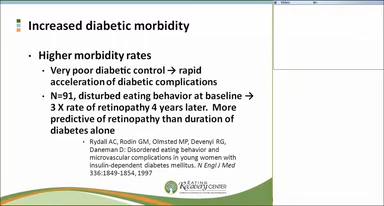 Increased diabetic morbidity
• Higher morbidity rates
• Very poor diabetic control → rapid
acceleration of diabetic complications
• N=91, disturbed eating behavior at baseline →
3 X rate of retinopathy 4 years later. More
predictive of retinopathy than duration of
diabetes alone
• Rydall AC, Rodin GM, Olmsted MP, Devenyi RG,
Daneman D: Disordered eating behavior and
microvascular complications in young women with
insulin-dependent diabetes mellitus. N Engl J Med
336:1849-1854, 1997
EATING
RECOVERY CENTER